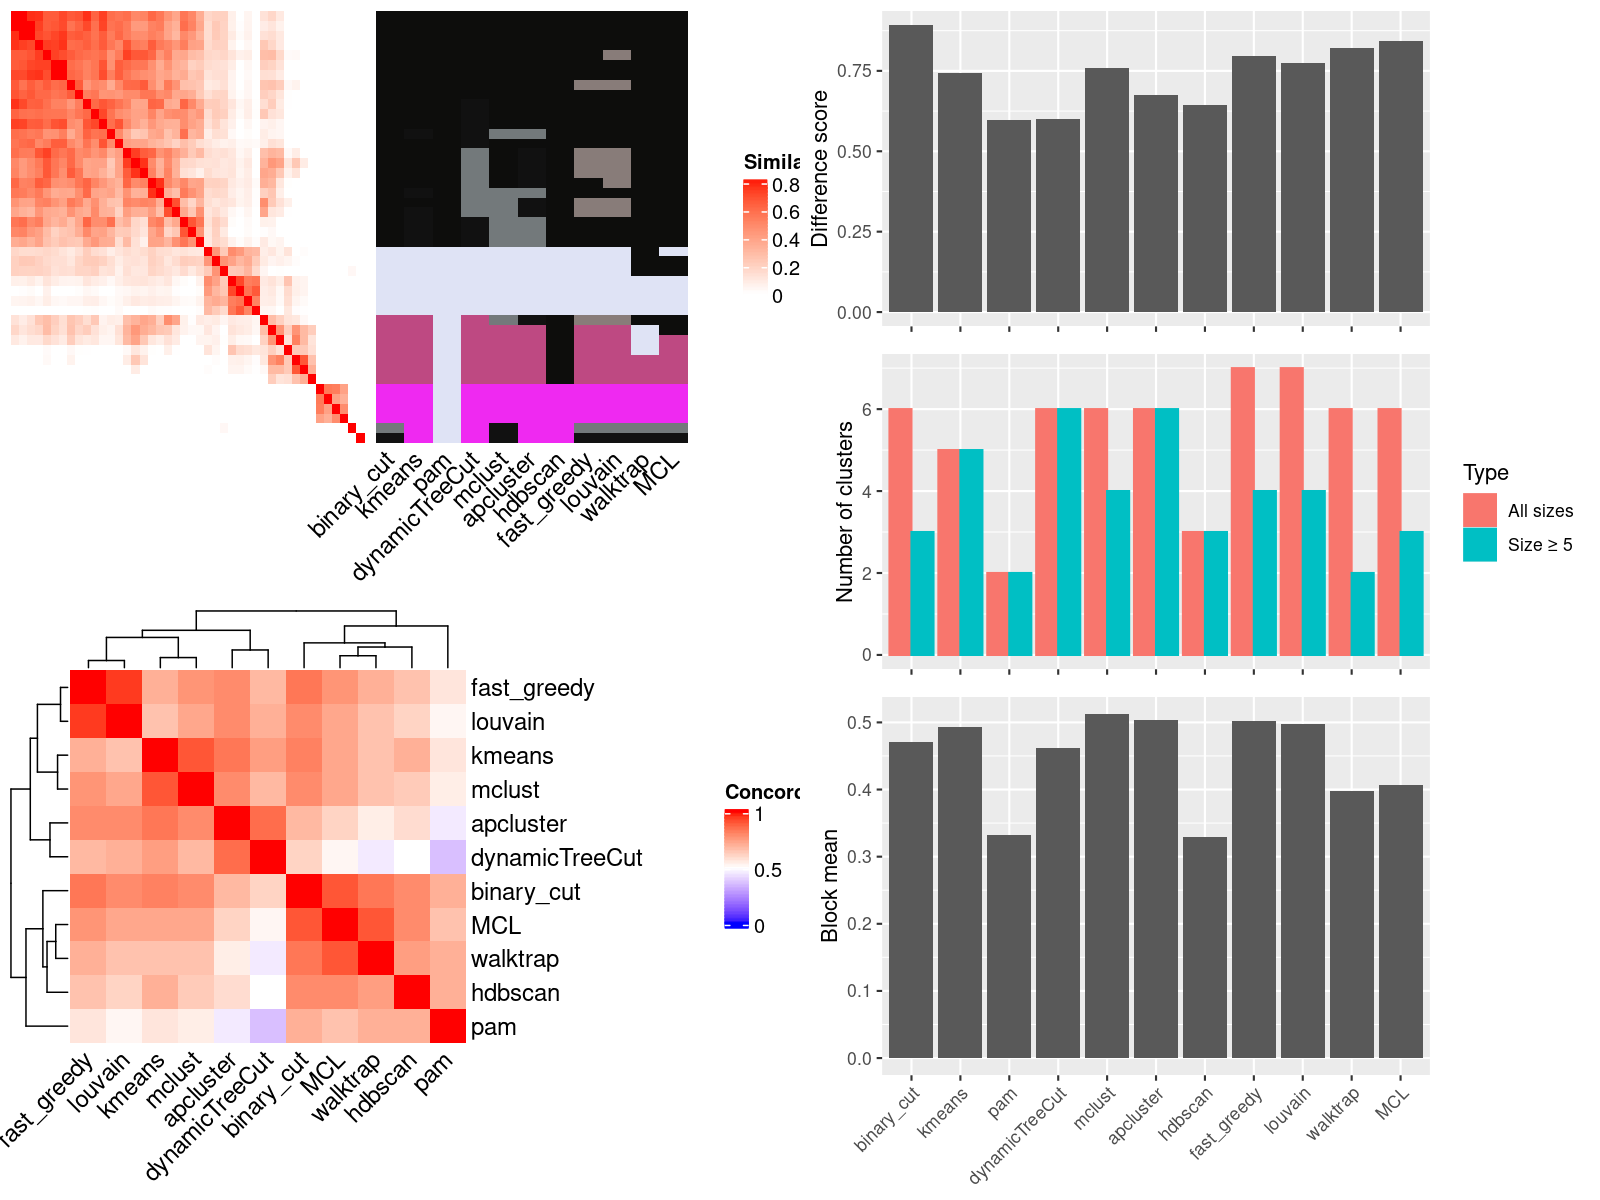 Simila
0.8
0.6
0.4
0.2
0
binary_cut
kmeans
pam
dynamicTreeCut
mclust
apcluster
hdbscan
fast_greedy
louvain
walktrap
MCL
fast_greedy
louvain
kmeans
mclust
apcluster
dynamicTreeCut
binary_cut
MCL
walktrap
hdbscan
pam
fast_greedy
louvain
kmeans
mclust
apcluster
dynamicTreeCut
binary_cut
MCL
walktrap
hdbscan
pam
Concord
1
0.5
0
Difference score
0.75
0.50
0.25
0.00
Number of clusters
6
4
2
0
Type
All sizes
Size ≥ 5
Block mean
0.5
0.4
0.3
0.2
0.1
0.0
binary_cut
kmeans
pam
dynamicTreeCut
mclust
apcluster
hdbscan
fast_greedy
louvain
walktrap
MCL